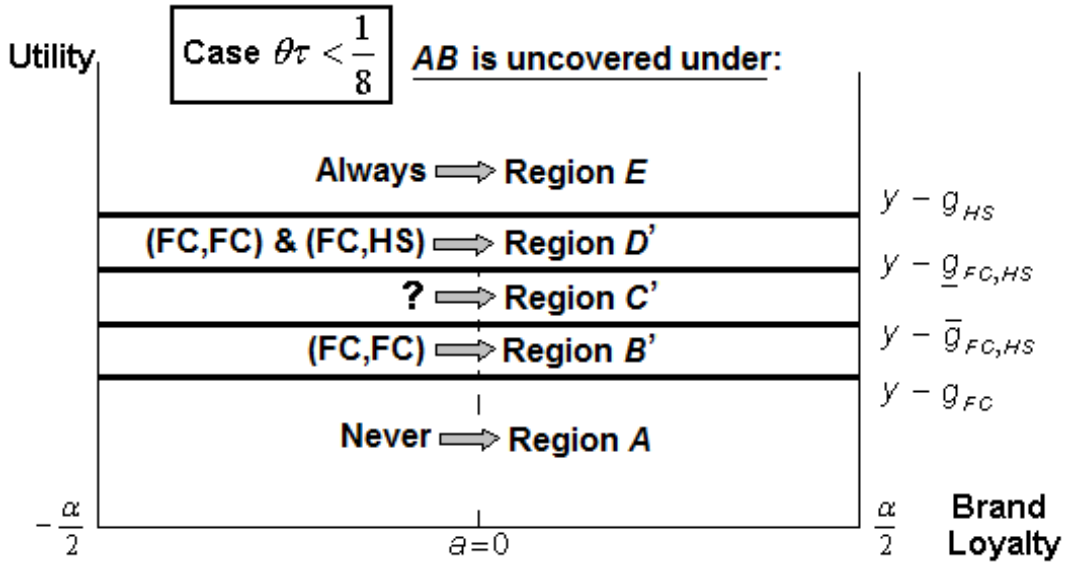 Utility
Case θτ < 1/8
AB is uncovered under:
Always Region E
y − g_HS
(FC,FC) & (FC,HS) Region D’
y − g̲_FC,HS
? Region C’
y − g̅_FC,HS
(FC,FC) Region B’
y − g_FC
Never Region A
− α/2
a=0
α/2
Brand
Loyalty